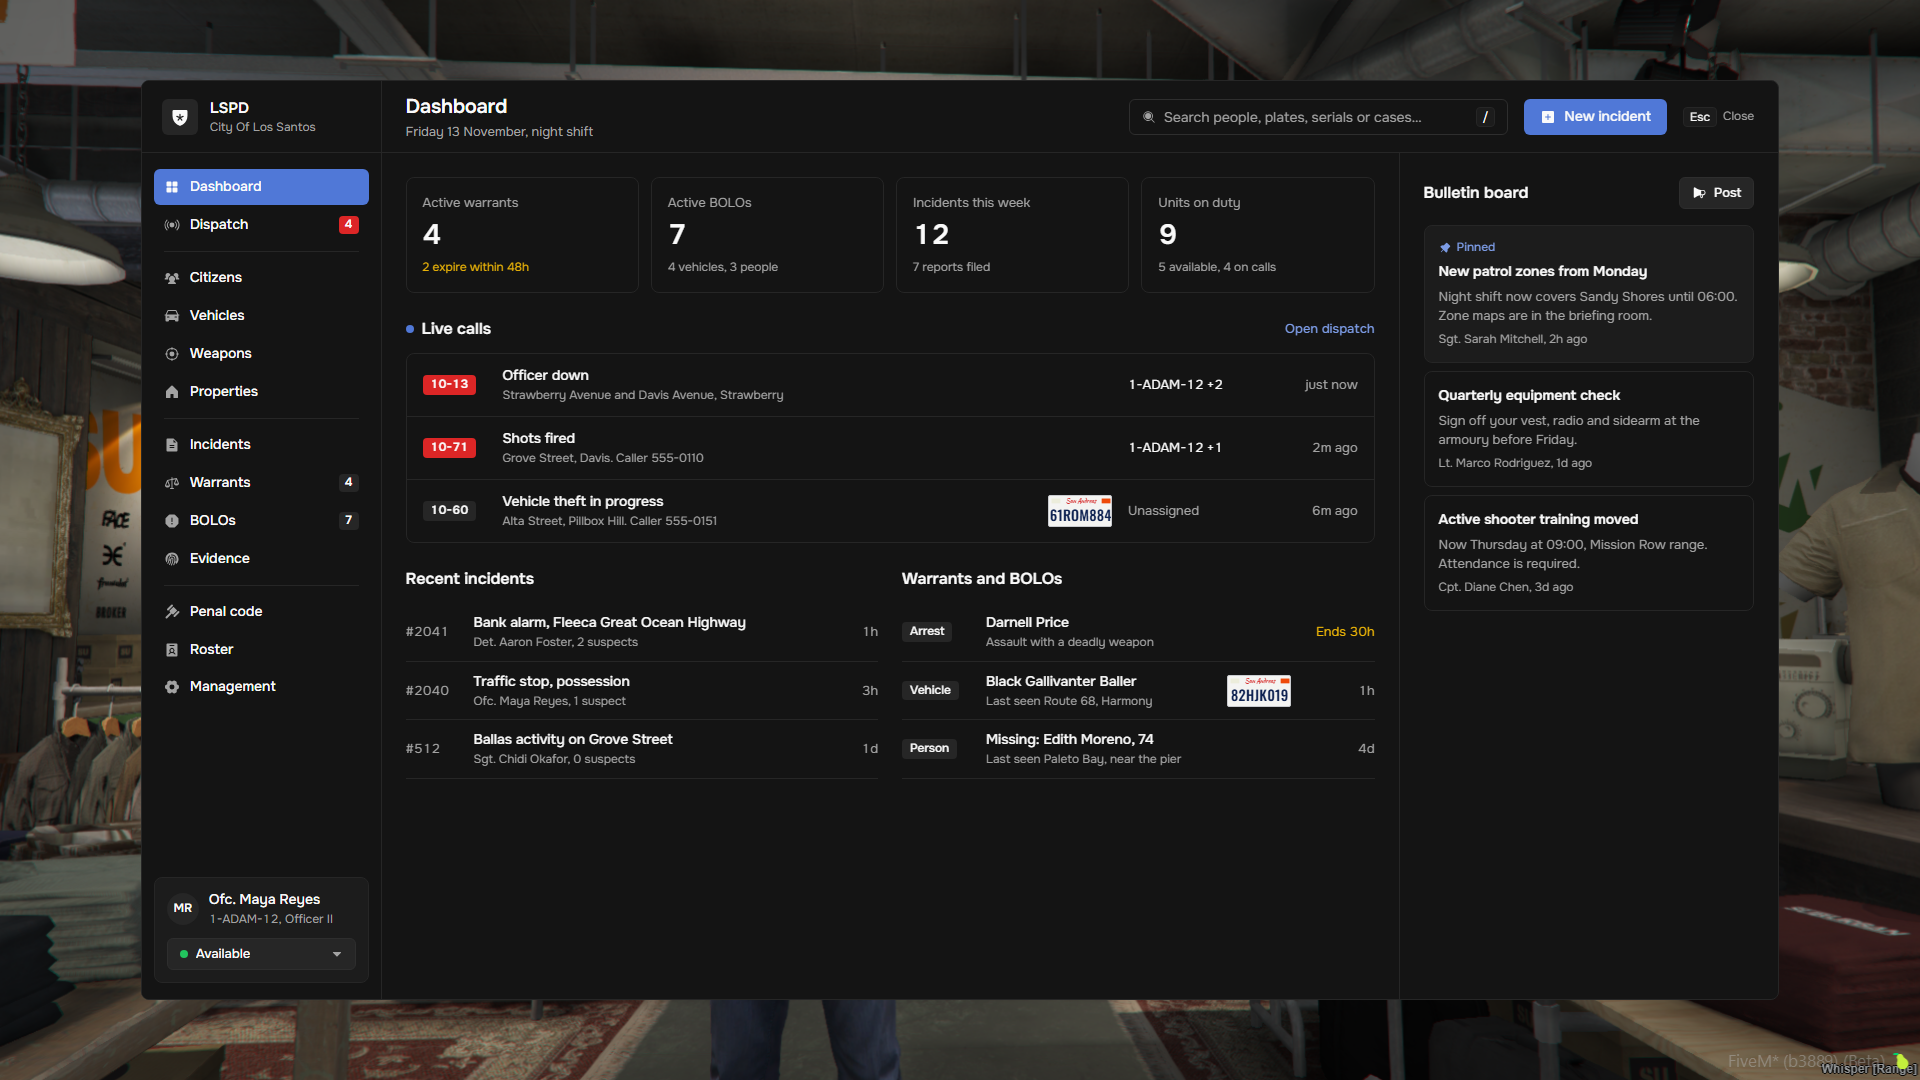 LSPD
City Of Los Santos
Dashboard
Friday 13 November, night shift
Search people, plates, serials or cases...
/
New incident
Esc
Close
Dashboard
Dispatch
4
Citizens
Vehicles
Weapons
Properties
Incidents
Warrants
4
BOLOs
7
Evidence
Penal code
Roster
Management
MR
Ofc. Maya Reyes
1-ADAM-12, Officer II
Available
Active warrants
4
2 expire within 48h
Active BOLOs
7
4 vehicles, 3 people
Incidents this week
12
7 reports filed
Units on duty
9
5 available, 4 on calls
Live calls
Open dispatch
10-13
Officer down
Strawberry Avenue and Davis Avenue, Strawberry
1-ADAM-12 +2
just now
10-71
Shots fired
Grove Street, Davis. Caller 555-0110
1-ADAM-12 +1
2m ago
10-60
Vehicle theft in progress
Alta Street, Pillbox Hill. Caller 555-0151
San Andreas
61ROM884
Unassigned
6m ago
Recent incidents
#2041
Bank alarm, Fleeca Great Ocean Highway
Det. Aaron Foster, 2 suspects
1h
#2040
Traffic stop, possession
Ofc. Maya Reyes, 1 suspect
3h
#512
Ballas activity on Grove Street
Sgt. Chidi Okafor, 0 suspects
1d
Warrants and BOLOs
Arrest
Darnell Price
Assault with a deadly weapon
Ends 30h
Vehicle
Black Gallivanter Baller
Last seen Route 68, Harmony
San Andreas
82HJK019
1h
Person
Missing: Edith Moreno, 74
Last seen Paleto Bay, near the pier
4d
Bulletin board
Post
Pinned
New patrol zones from Monday
Night shift now covers Sandy Shores until 06:00.
Zone maps are in the briefing room.
Sgt. Sarah Mitchell, 2h ago
Quarterly equipment check
Sign off your vest, radio and sidearm at the
armoury before Friday.
Lt. Marco Rodriguez, 1d ago
Active shooter training moved
Now Thursday at 09:00, Mission Row range.
Attendance is required.
Cpt. Diane Chen, 3d ago
SU
FACE
BROKER
FiveM* (b3889) (Beta)
Whisper [Range]